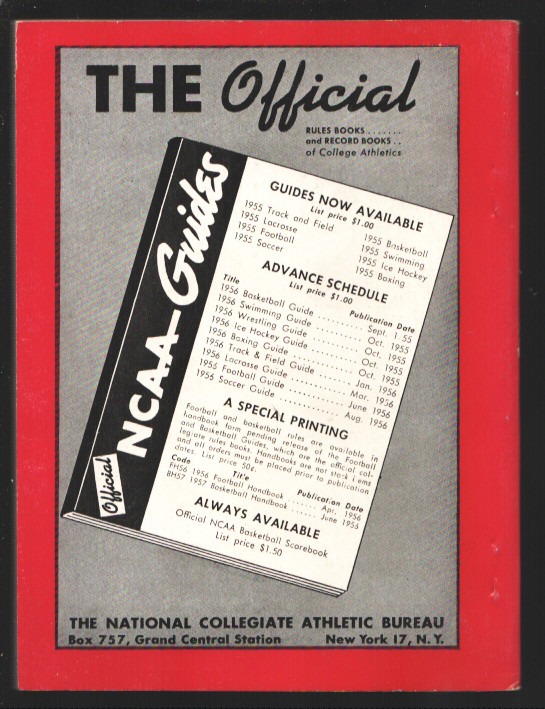 THE Official
RULES BOOKS.......
and RECORD BOOKS..
of College Athletics
Official NCAA Guides
GUIDES NOW AVAILABLE
List price $1.00
1955 Track and Field 1955 Basketball
1955 Lacrosse 1955 Swimming
1955 Football 1955 Ice Hockey
1955 Soccer 1955 Boxing
ADVANCE SCHEDULE
List price $1.00
Title Publication Date
1956 Basketball Guide .......... Sept. 1 55
1956 Swimming Guide .......... Oct. 1955
1956 Wrestling Guide .......... Oct. 1955
1956 Ice Hockey Guide .......... Oct. 1955
1956 Boxing Guide .......... Oct. 1955
1956 Track & Field Guide .......... Jan. 1956
1956 Lacrosse Guide .......... Mar. 1956
1956 Football Guide .......... June 1956
1956 Soccer Guide .......... Aug. 1956
A SPECIAL PRINTING
Football and basketball rules are available in
handbook form pending release of the Football
and Basketball Guides, which are the official col-
legiate rules books. Handbooks are not stock items
and all orders must be placed prior to publication
dates. List price 50¢.
Code Title Publication Date
FH56 1956 Football Handbook ...... Apr. 1956
BH57 1957 Basketball Handbook ...... June 1956
ALWAYS AVAILABLE
Official NCAA Basketball Scorebook
List price $1.50
THE NATIONAL COLLEGIATE ATHLETIC BUREAU
Box 757, Grand Central Station New York 17, N.Y.